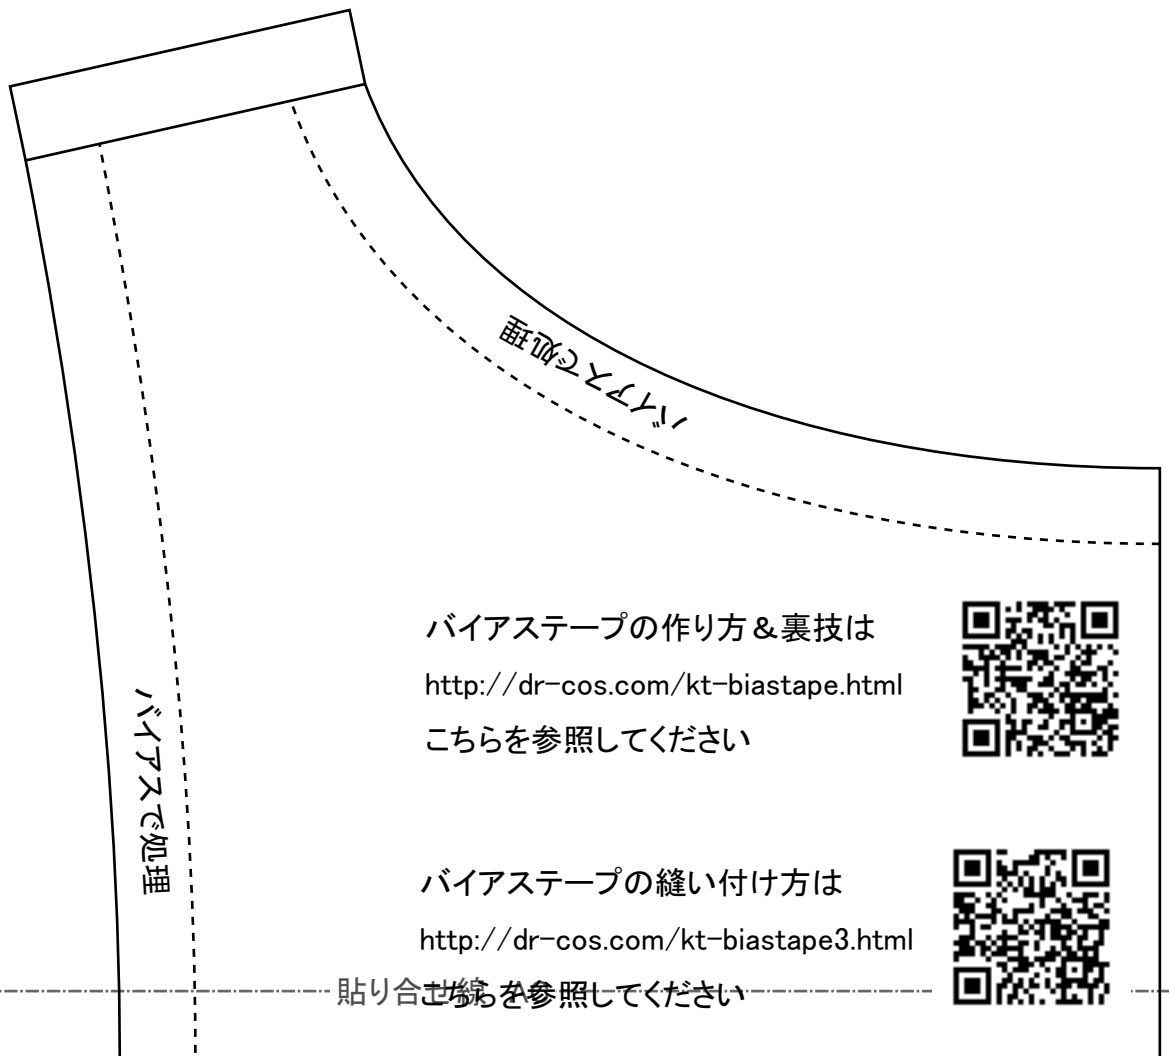 バイアスで処理
バイアステープの作り方＆裏技は
http://dr-cos.com/kt-biastape.html
こちらを参照してください
バイアスで処理
バイアステープの縫い付け方は
http://dr-cos.com/kt-biastape3.html
こちらを参照してください
貼り合せ線